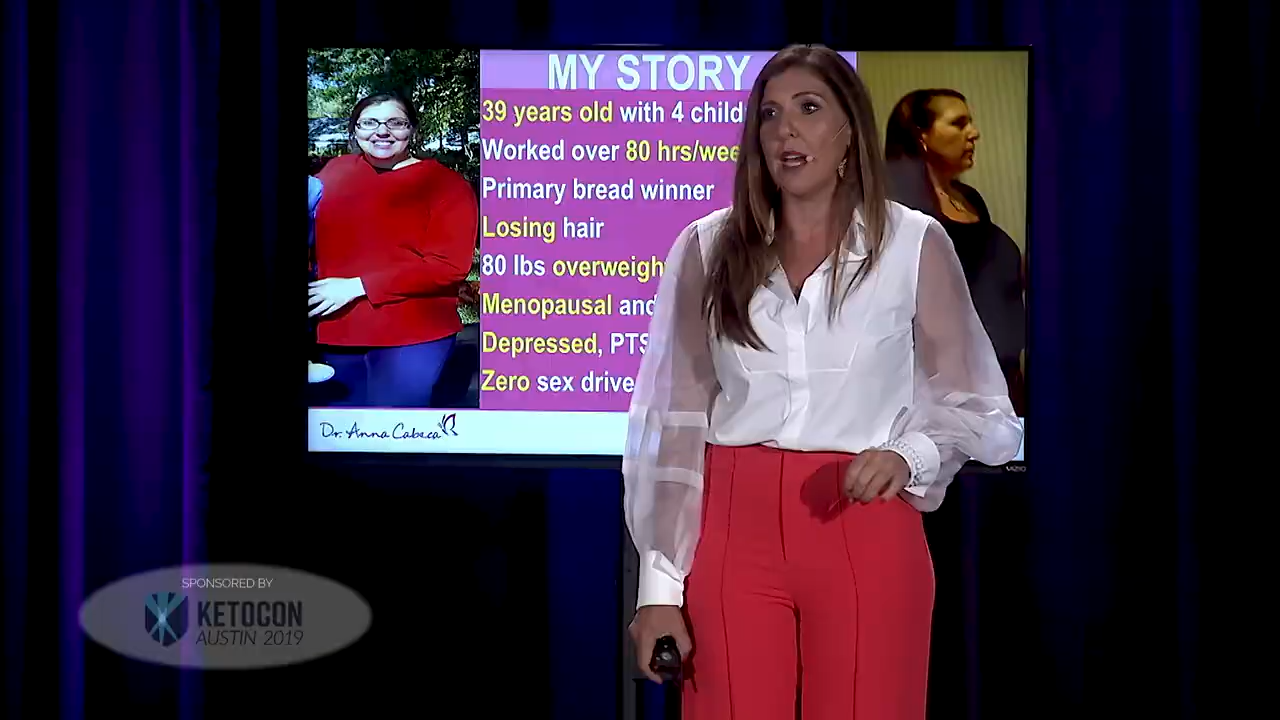 MY STORY
39 years old with 4 child
Worked over 80 hrs/wee
Primary bread winner
Losing hair
80 lbs overweigh
Menopausal and
Depressed, PTS
Zero sex drive
Dr. Anna Cabeca
VIZIO
SPONSORED BY
KETOCON
AUSTIN 2019